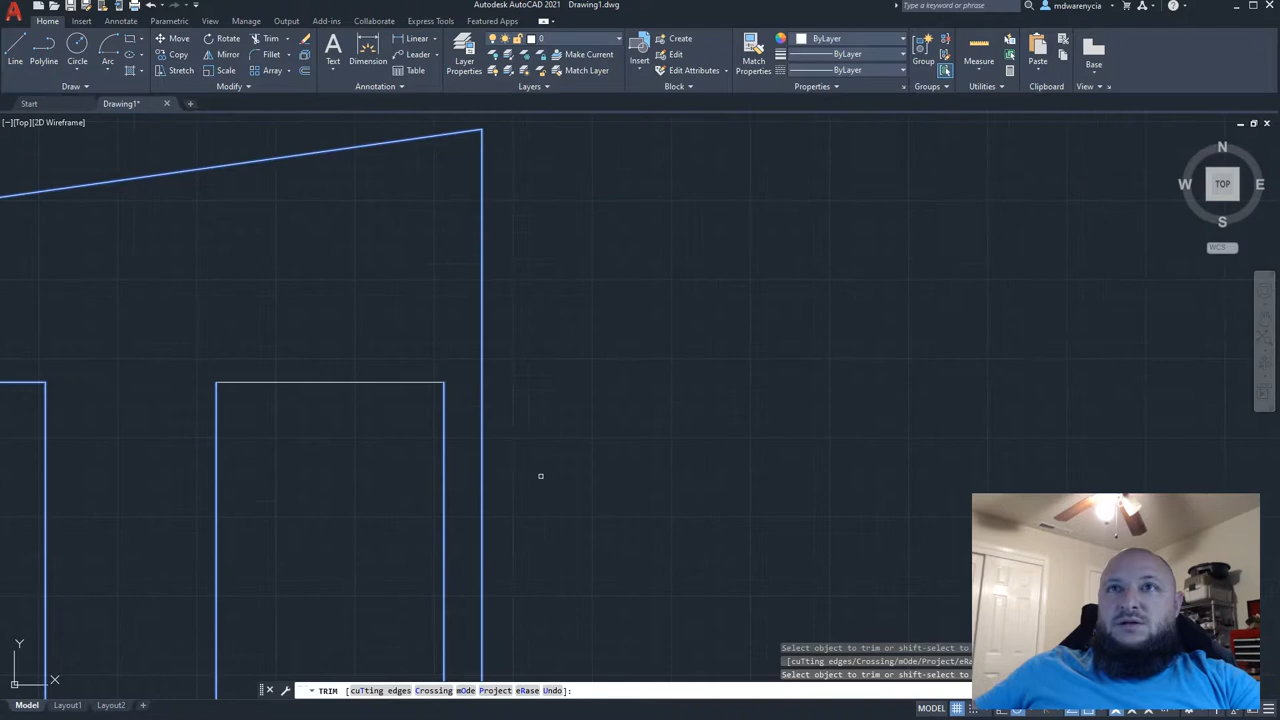 Autodesk AutoCAD 2021 Drawing1.dwg
Type a keyword or phrase
mdwarenycia
Home Insert Annotate Parametric View Manage Output Add-ins Collaborate Express Tools Featured Apps
Line Polyline Circle Arc
Move Rotate Trim
Copy Mirror Fillet
Stretch Scale Array
Text Dimension
Linear
Leader
Table
Layer Properties
0
Make Current
Match Layer
Insert
Create
Edit
Edit Attributes
Match Properties
ByLayer
ByLayer
ByLayer
Group
Measure
Paste
Base
Draw Modify Annotation Layers Block Properties Groups Utilities Clipboard View
Start Drawing1*
[−][Top][2D Wireframe]
N
W TOP E
S
WCS
Y
X
Select object to trim or shift-select to
[cuTting edges/Crossing/mOde/Project/eRa
Select object to trim or shift-select to
TRIM [cuTting edges Crossing mOde Project eRase Undo]:
Model Layout1 Layout2 +
MODEL